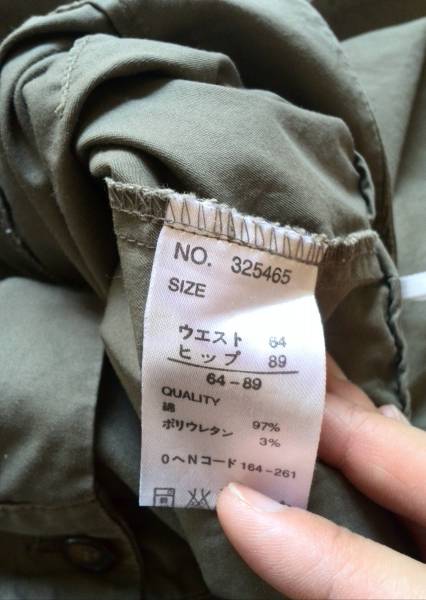 NO. 325465
SIZE
ウエスト 64
ヒップ 89
64-89
QUALITY
綿 97%
ポリウレタン 3%
0ヘNコード 164-261